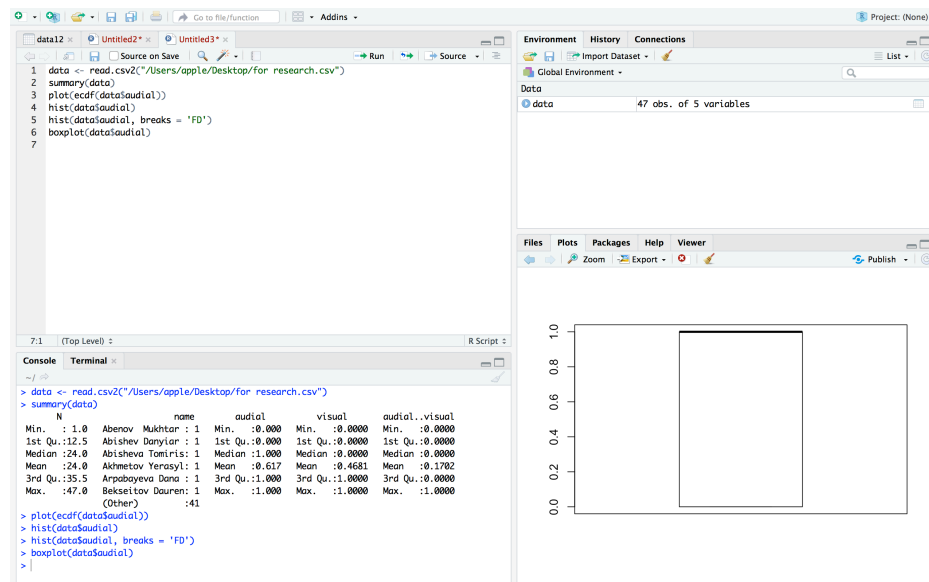 Go to file/function
Addins
Project: (None)
data12
Untitled2*
Untitled3*
Source on Save
Run
Source
1 data <- read.csv2("/Users/apple/Desktop/for research.csv")
2 summary(data)
3 plot(ecdf(data$audial))
4 hist(data$audial)
5 hist(data$audial, breaks = 'FD')
6 boxplot(data$audial)
7
7:1 (Top Level) R Script
Console Terminal
~/
> data <- read.csv2("/Users/apple/Desktop/for research.csv")
> summary(data)
N name audial visual audial..visual
Min. : 1.0 Abenov Mukhtar : 1 Min. :0.000 Min. :0.0000 Min. :0.0000
1st Qu.:12.5 Abishev Danyiar : 1 1st Qu.:0.000 1st Qu.:0.0000 1st Qu.:0.0000
Median :24.0 Abisheva Tomiris: 1 Median :1.000 Median :0.0000 Median :0.0000
Mean :24.0 Akhmetov Yerasyl: 1 Mean :0.617 Mean :0.4681 Mean :0.1702
3rd Qu.:35.5 Arpabayeva Dana : 1 3rd Qu.:1.000 3rd Qu.:1.0000 3rd Qu.:0.0000
Max. :47.0 Bekseitov Dauren: 1 Max. :1.000 Max. :1.0000 Max. :1.0000
(Other) :41
> plot(ecdf(data$audial))
> hist(data$audial)
> hist(data$audial, breaks = 'FD')
> boxplot(data$audial)
>
Environment History Connections
Import Dataset
List
Global Environment
Data
data 47 obs. of 5 variables
Files Plots Packages Help Viewer
Zoom Export Publish
1.0
0.8
0.6
0.4
0.2
0.0